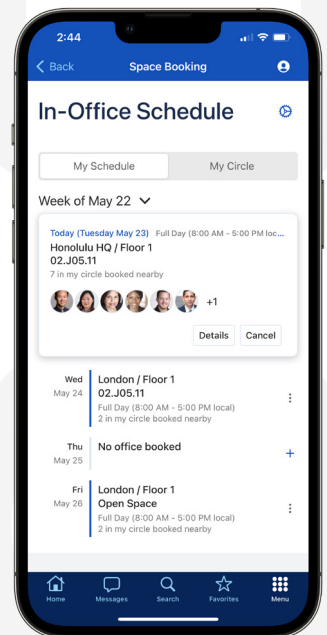 2:44
Back
Space Booking
In-Office Schedule
My Schedule
My Circle
Week of May 22
Today (Tuesday May 23) Full Day (8:00 AM - 5:00 PM loc...
Honolulu HQ / Floor 1
02.J05.11
7 in my circle booked nearby
+1
Details
Cancel
Wed
May 24
London / Floor 1
02.J05.11
Full Day (8:00 AM - 5:00 PM local)
2 in my circle booked nearby
Thu
May 25
No office booked
+
Fri
May 26
London / Floor 1
Open Space
Full Day (8:00 AM - 5:00 PM local)
2 in my circle booked nearby
Home
Messages
Search
Favorites
Menu